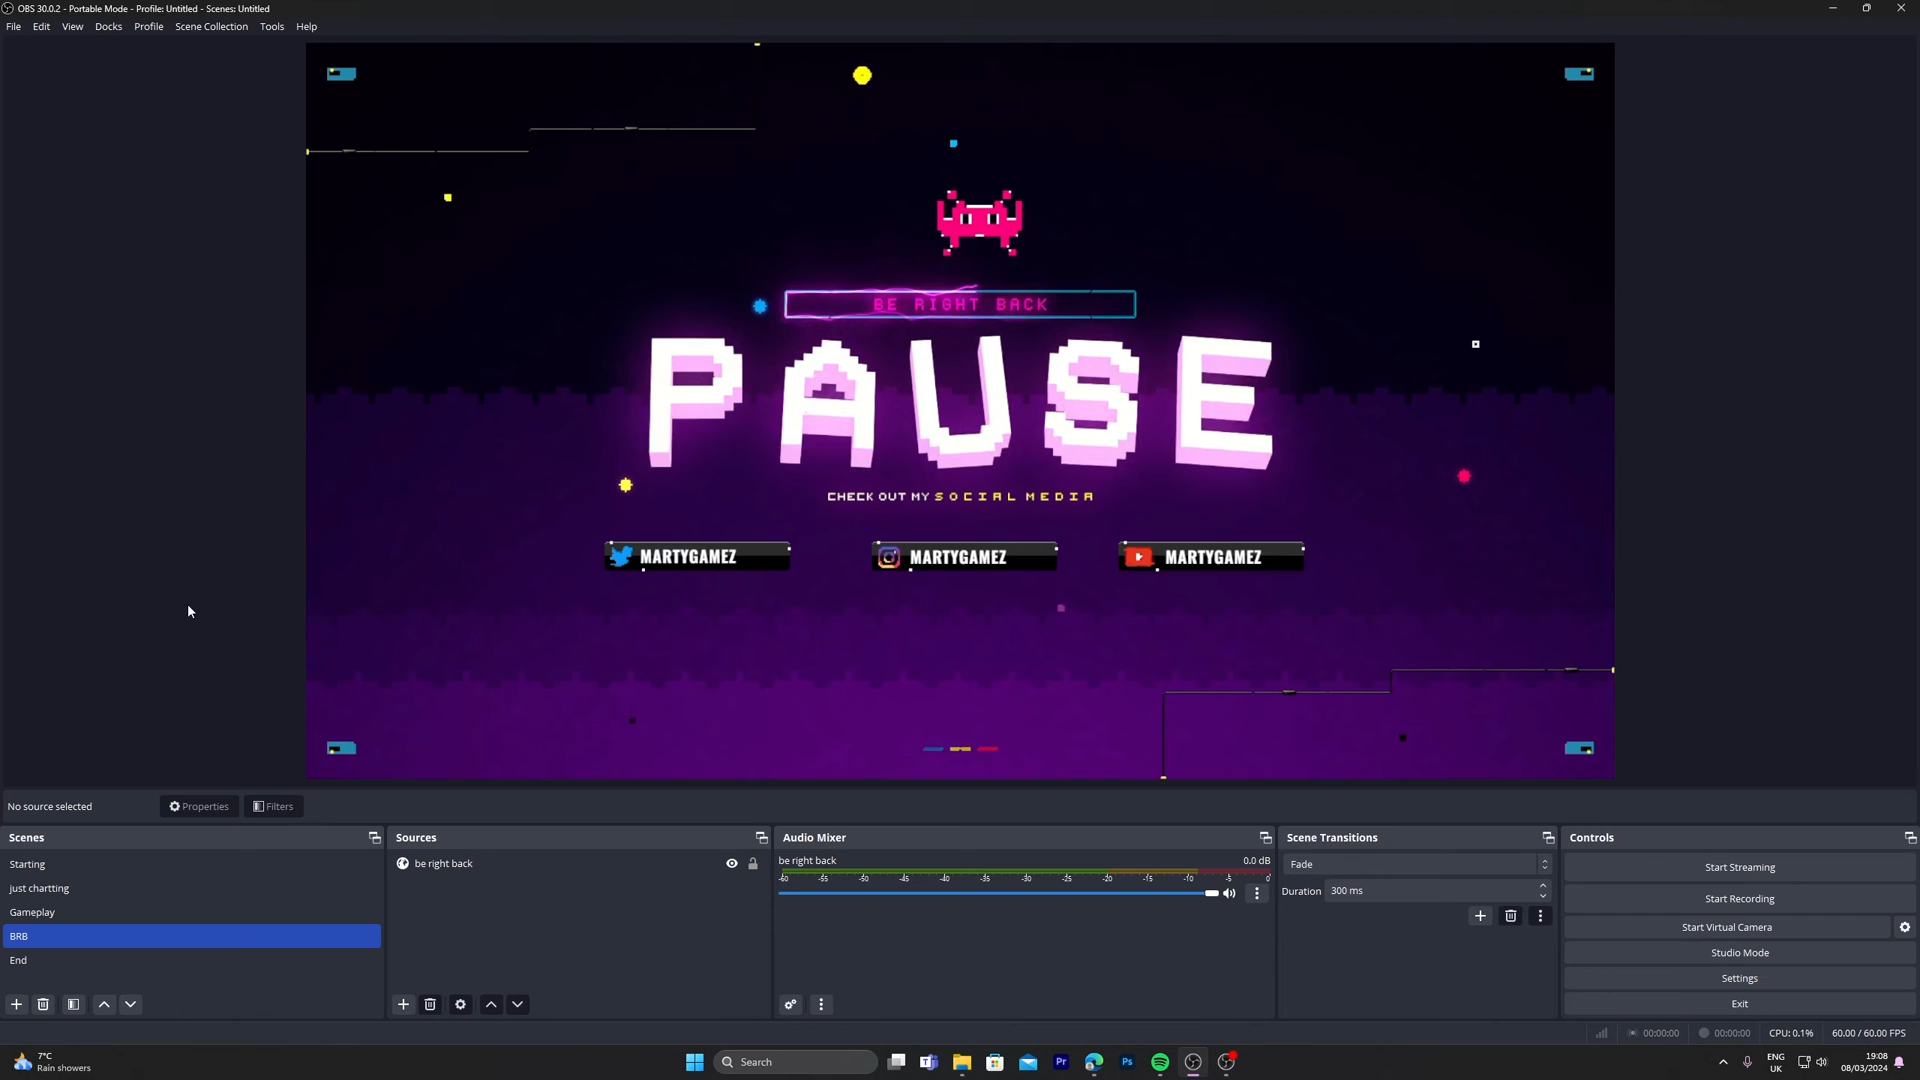 OBS 30.0.2 - Portable Mode - Profile: Untitled - Scenes: Untitled
File Edit View Docks Profile Scene Collection Tools Help
BE RIGHT BACK
PAUSE
CHECK OUT MY SOCIAL MEDIA
MARTYGAMEZ MARTYGAMEZ MARTYGAMEZ
No source selected Properties Filters
Scenes
Starting
just chartting
Gameplay
BRB
End
Sources
be right back
Audio Mixer
be right back 0.0 dB
-60 -55 -50 -45 -40 -35 -30 -25 -20 -15 -10 -5 0
Scene Transitions
Fade
Duration 300 ms
Controls
Start Streaming
Start Recording
Start Virtual Camera
Studio Mode
Settings
Exit
00:00:00 00:00:00 CPU: 0.1% 60.00 / 60.00 FPS
7°C
Rain showers
Search
Pr
Ps
ENG
UK
19:08
08/03/2024